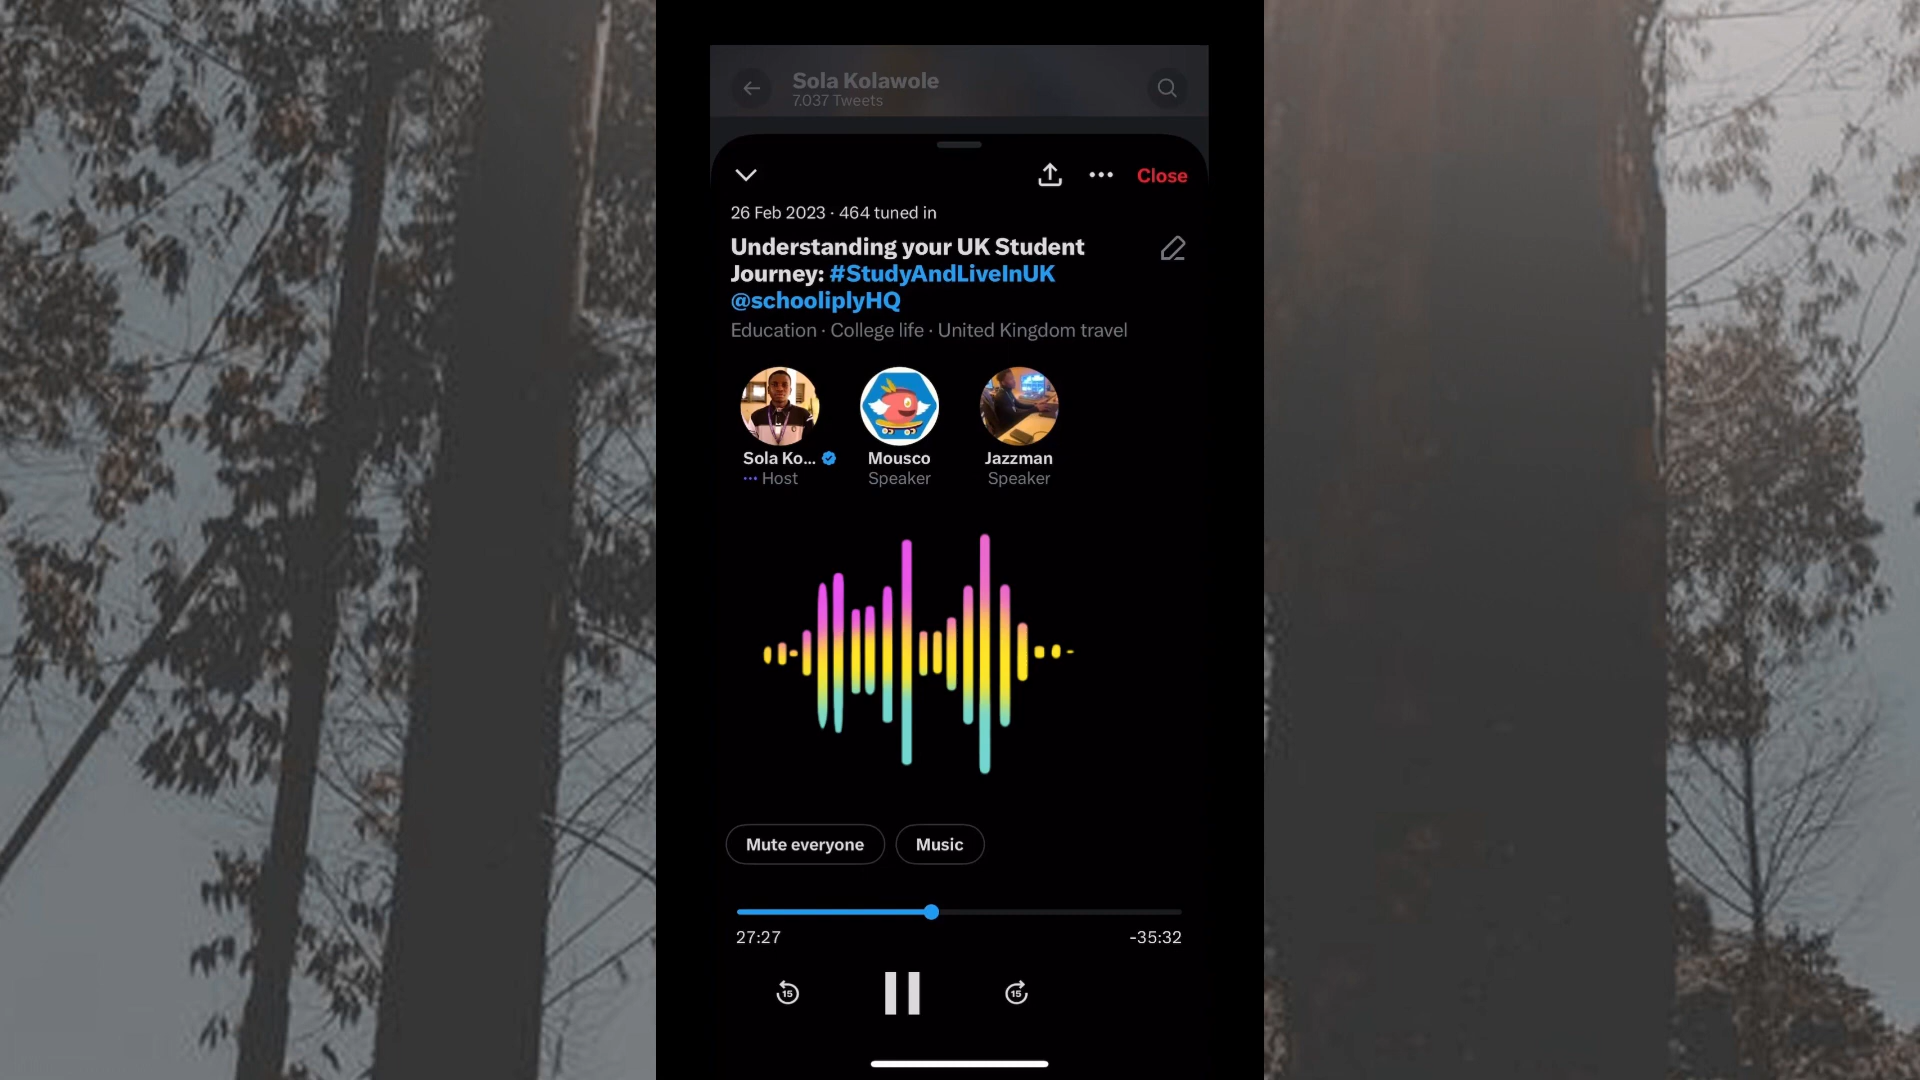 Sola Kolawole
7.037 Tweets
Close
26 Feb 2023 · 464 tuned in
Understanding your UK Student
Journey: #StudyAndLiveInUK
@schooliplyHQ
Education · College life · United Kingdom travel
Sola Ko...
Mousco
Jazzman
Host
Speaker
Speaker
Mute everyone
Music
27:27
-35:32
15
15